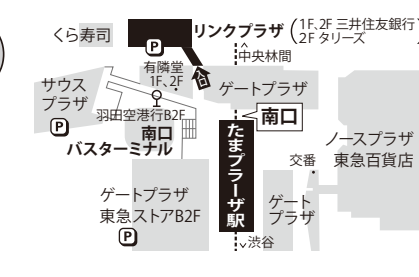 くら寿司
P
リンクプラザ
1F、2F 三井住友銀行
2F タリーズ
中央林間
有隣堂
1F、2F
入口
サウス
プラザ
P
羽田空港行B2F
南口
バスターミナル
ゲートプラザ
南口
たまプラーザ駅
交番
ノースプラザ
東急百貨店
ゲートプラザ
東急ストアB2F
P
ゲート
プラザ
渋谷